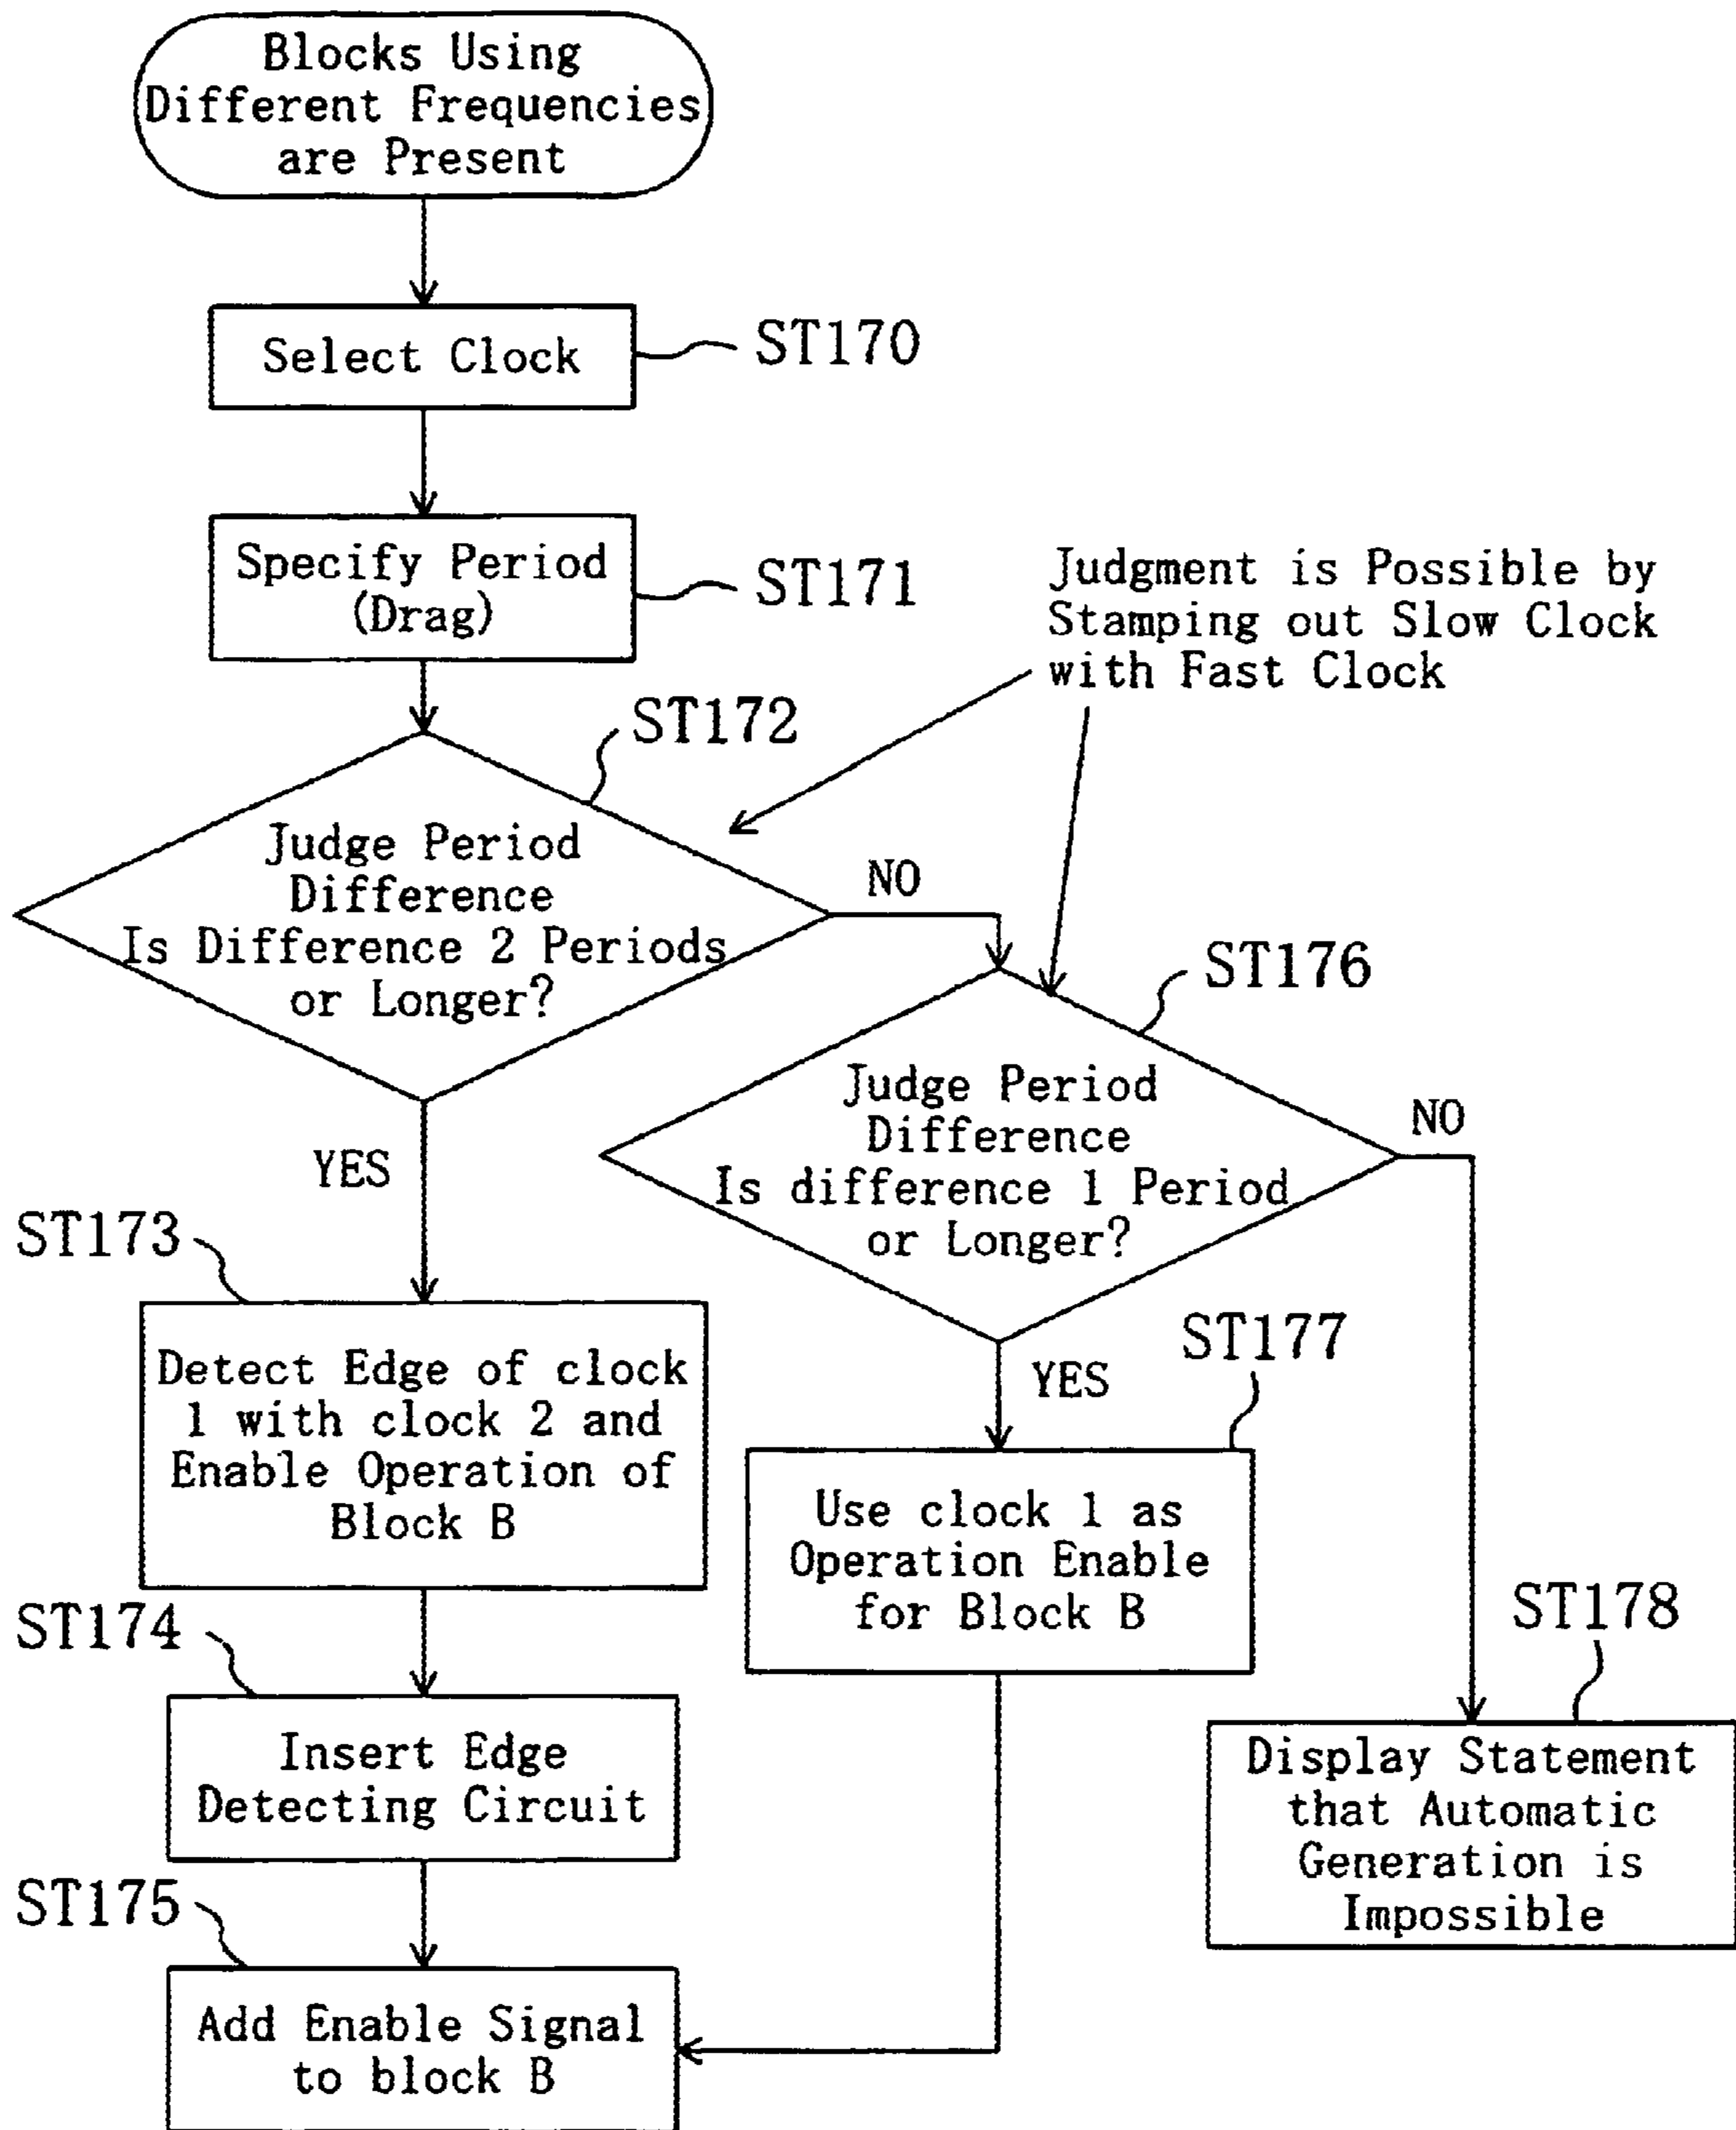 Blocks Using
Different Frequencies
are Present
Select Clock
ST170
Specify Period
(Drag)
ST171
Judgment is Possible by
Stamping out Slow Clock
with Fast Clock
ST172
Judge Period
Difference
Is Difference 2 Periods
or Longer?
NO
YES
ST176
Judge Period
Difference
Is difference 1 Period
or Longer?
NO
YES
ST173
Detect Edge of clock
1 with clock 2 and
Enable Operation of
Block B
ST177
Use clock 1 as
Operation Enable
for Block B
ST174
Insert Edge
Detecting Circuit
ST178
Display Statement
that Automatic
Generation is
Impossible
ST175
Add Enable Signal
to block B